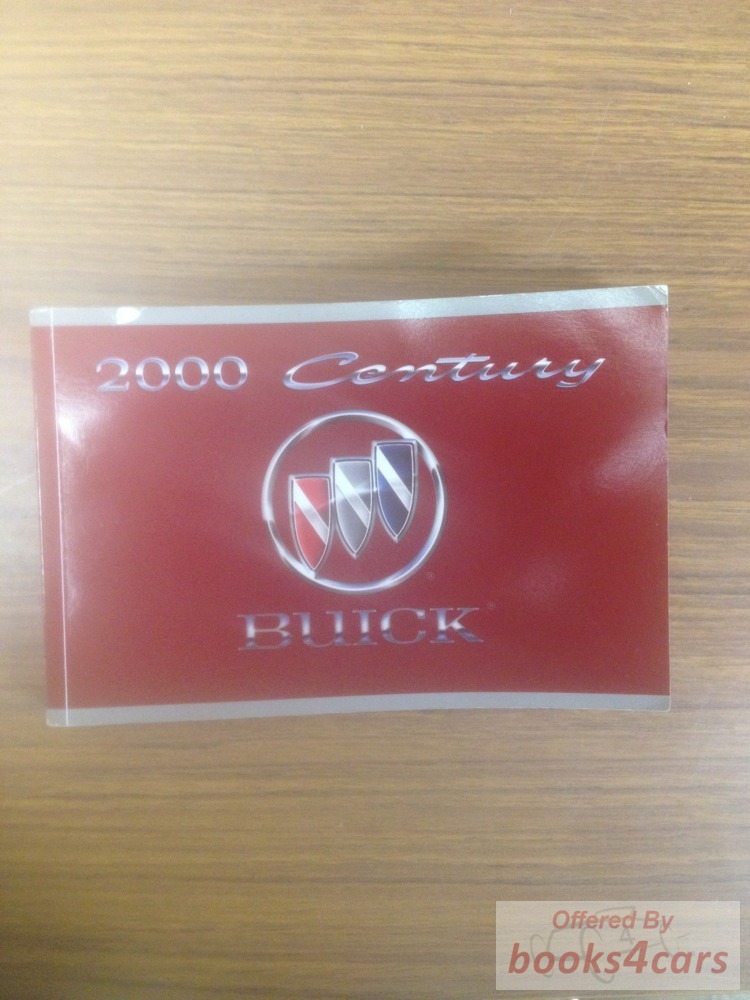 2000 Century
BUICK®
Offered By
books4cars